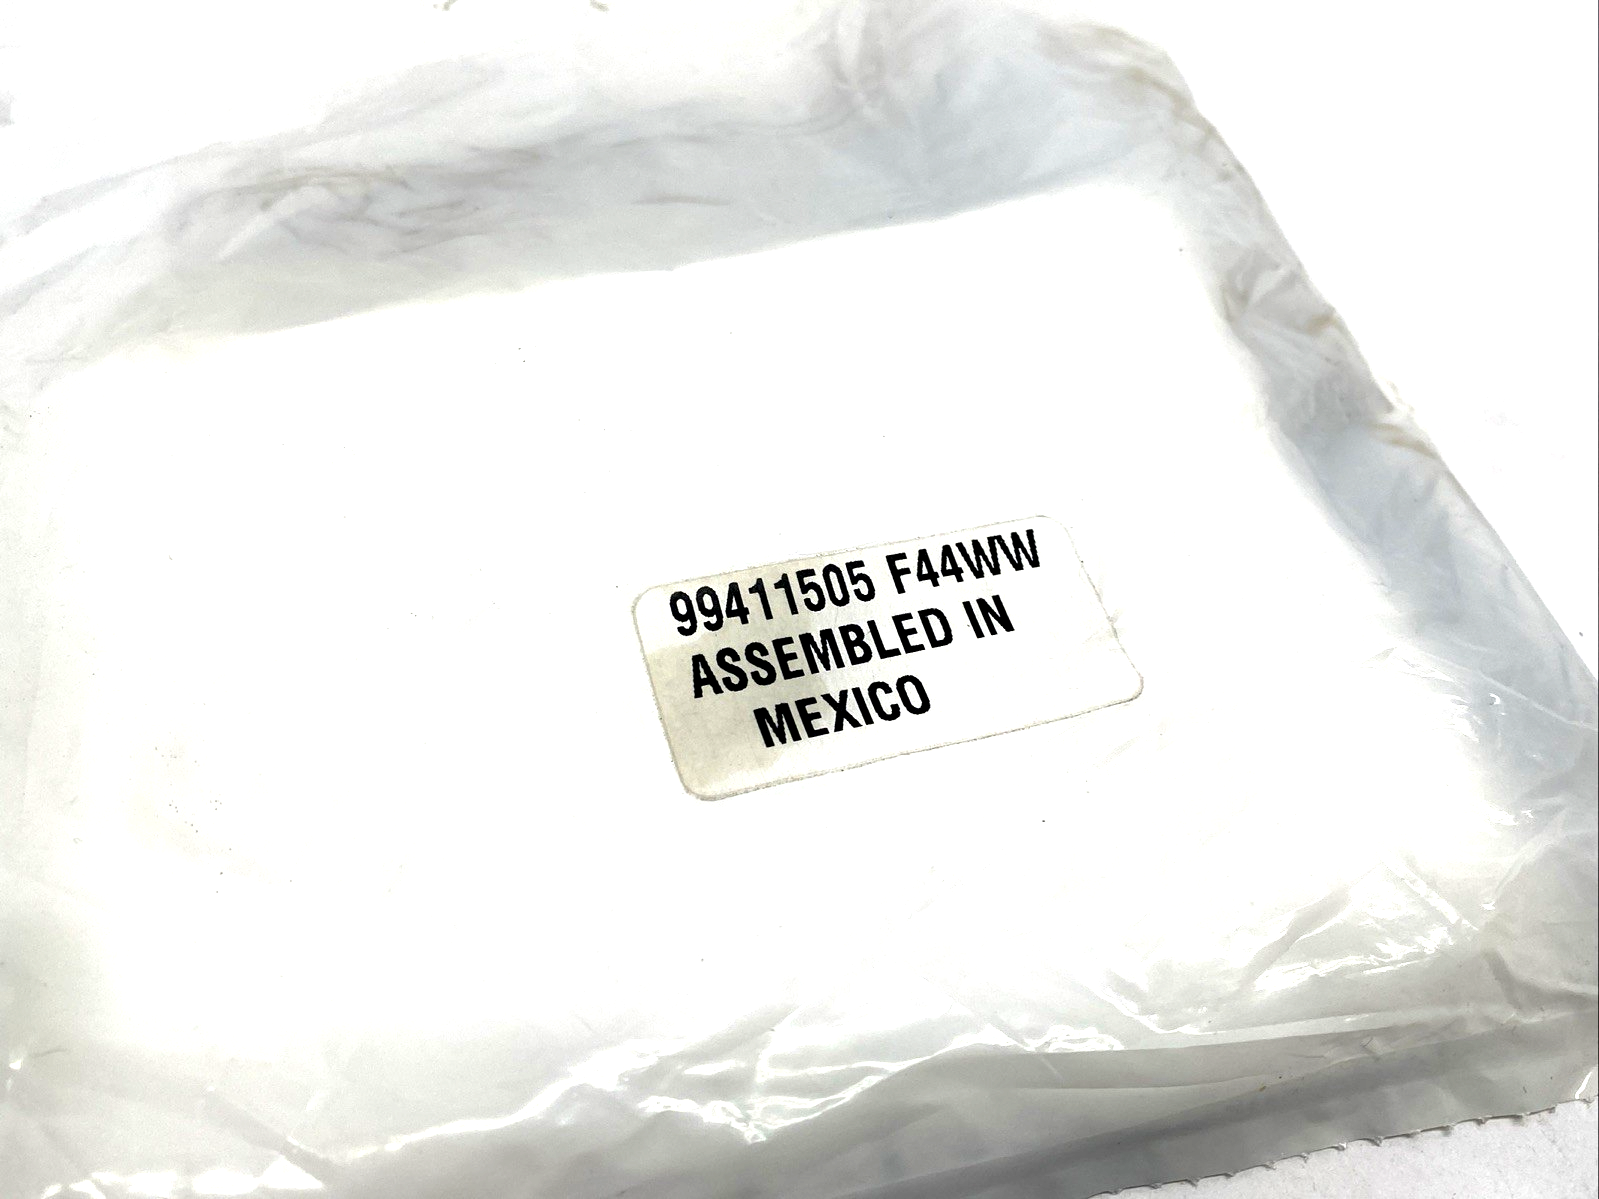 99411505 F44WW
ASSEMBLED IN
MEXICO